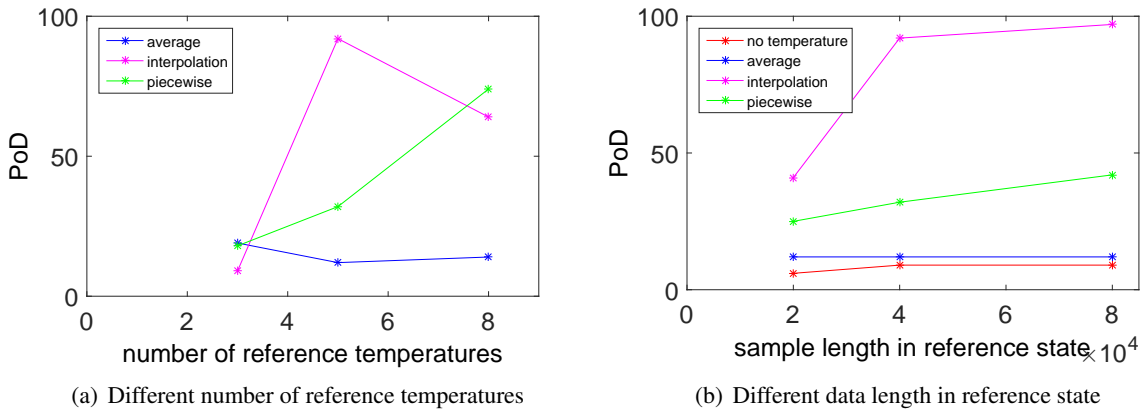 100
50
0
PoD
average
interpolation
piecewise
0 2 4 6 8
number of reference temperatures
(a) Different number of reference temperatures
100
50
0
PoD
no temperature
average
interpolation
piecewise
0 2 4 6 8
×10⁴
sample length in reference state
(b) Different data length in reference state